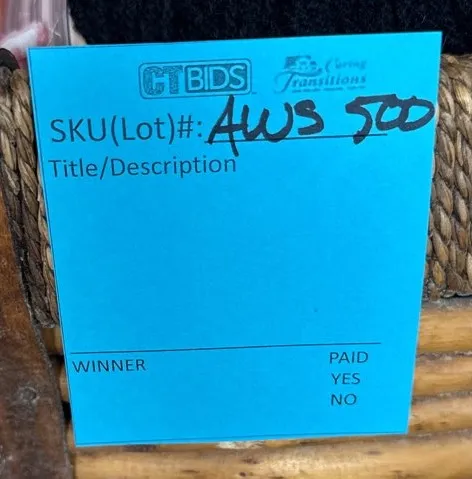 CTBIDS
Caring Transitions
SKU(Lot)#: AWS 500
Title/Description
WINNER
PAID
YES
NO